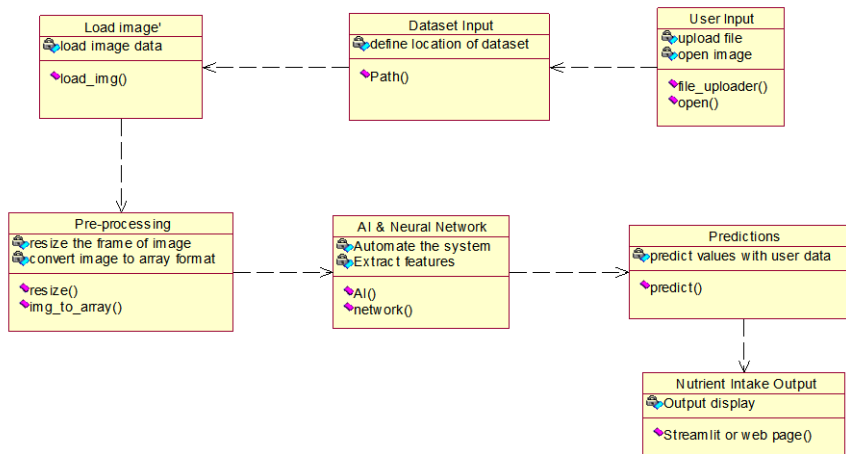 Load image'
load image data
load_img()
Dataset Input
define location of dataset
Path()
User Input
upload file
open image
file_uploader()
open()
Pre-processing
resize the frame of image
convert image to array format
resize()
img_to_array()
AI & Neural Network
Automate the system
Extract features
AI()
network()
Predictions
predict values with user data
predict()
Nutrient Intake Output
Output display
Streamlit or web page()